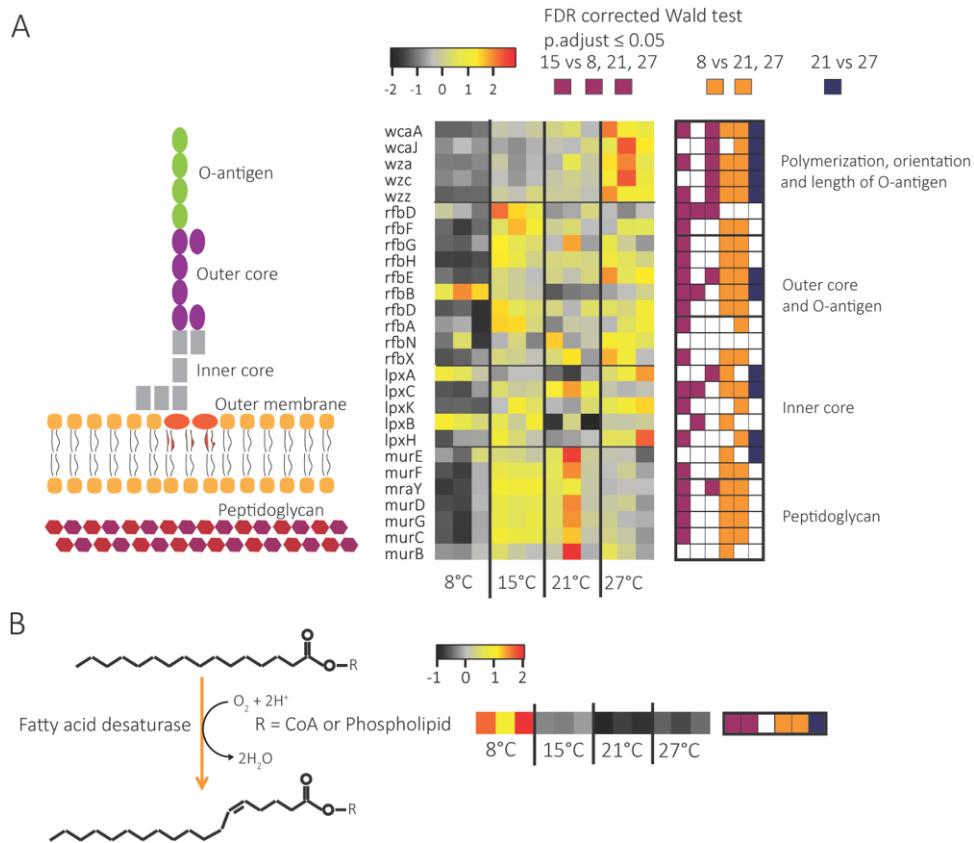 A
FDR corrected Wald test
p.adjust ≤ 0.05
-2 -1 0 1 2
15 vs 8, 21, 27
8 vs 21, 27
21 vs 27
O-antigen
Outer core
Inner core
Outer membrane
Peptidoglycan
wcaA
wcaJ
wza
wzc
wzz
rfbD
rfbF
rfbG
rfbH
rfbE
rfbB
rfbD
rfbA
rfbN
rfbX
lpxA
lpxC
lpxK
lpxB
lpxH
murE
murF
mraY
murD
murG
murC
murB
8°C 15°C 21°C 27°C
Polymerization, orientation
and length of O-antigen
Outer core
and O-antigen
Inner core
Peptidoglycan
B
O
O–R
Fatty acid desaturase
O₂ + 2H⁺
R = CoA or Phospholipid
2H₂O
O
O–R
-1 0 1 2
8°C 15°C 21°C 27°C